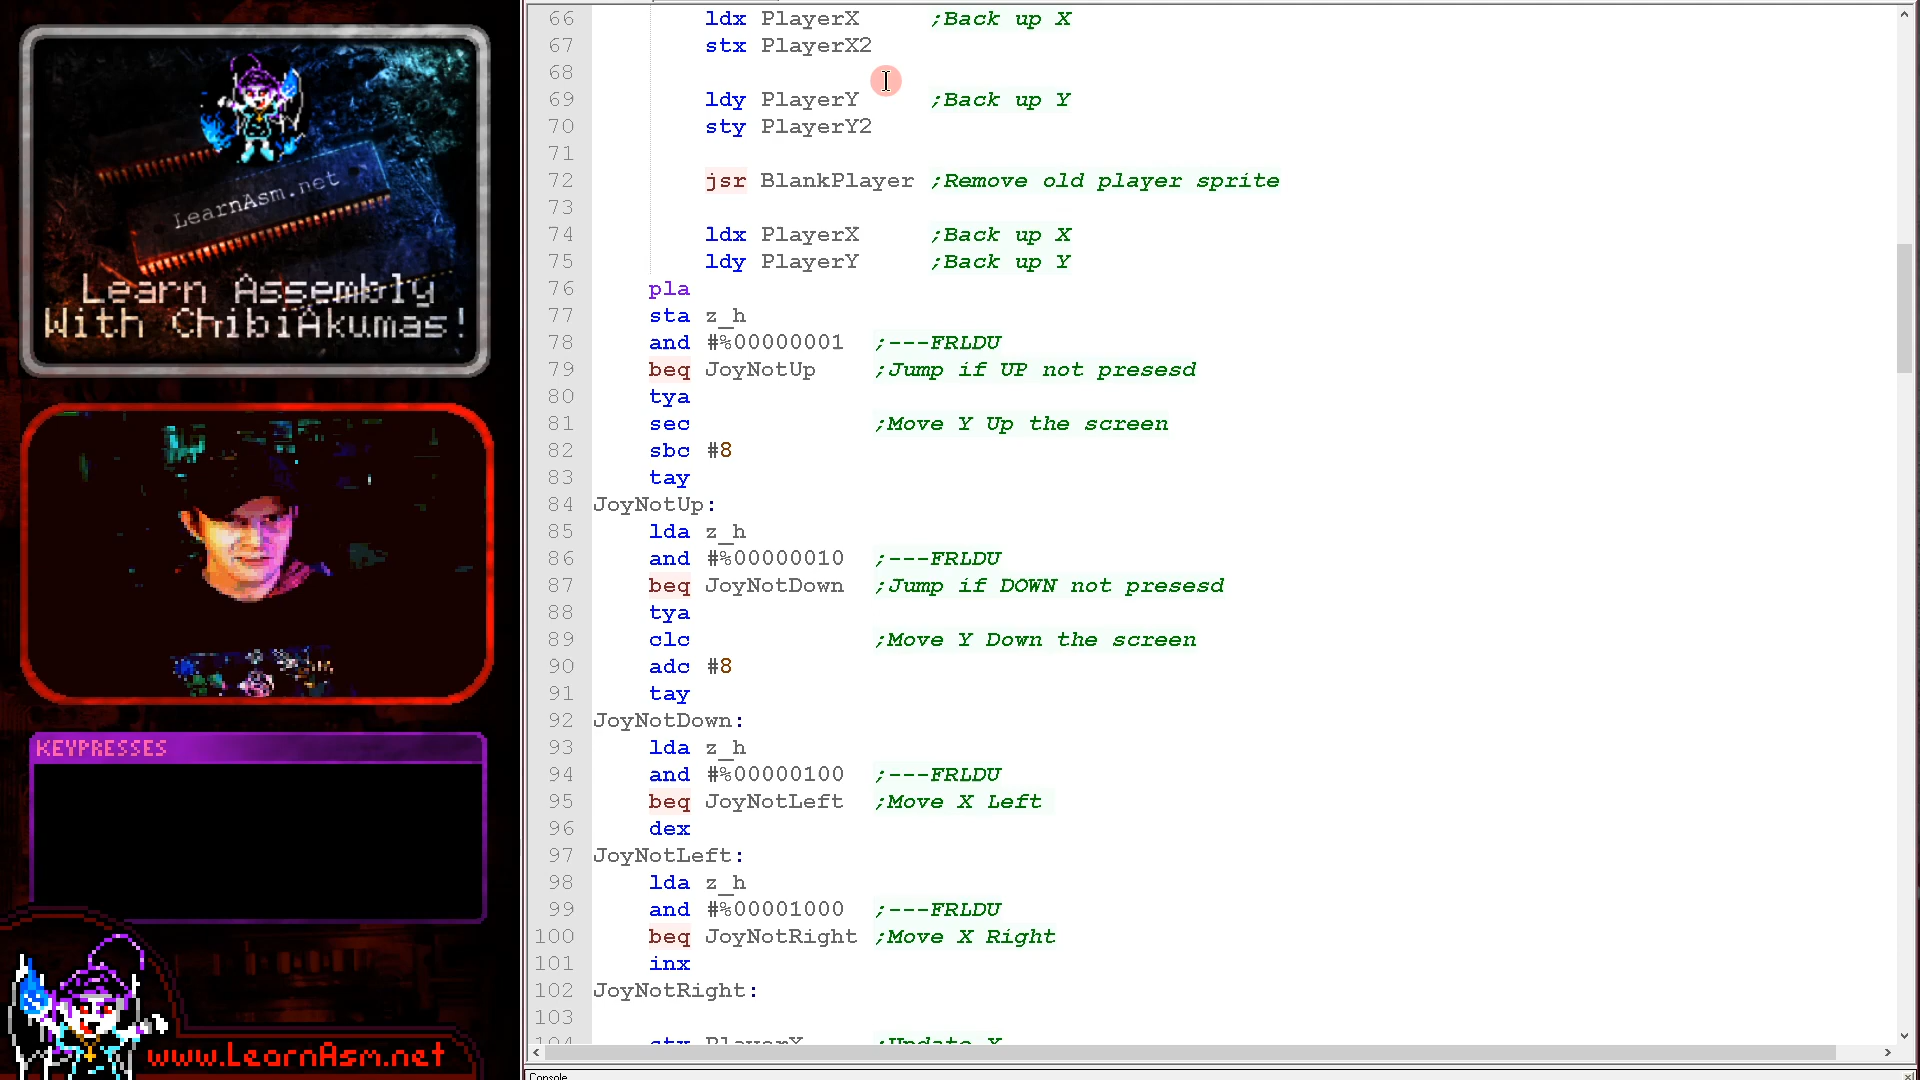 LearnAsm.net
Learn Assembly
With ChibiAkumas!
KEYPRESSES
www.LearnAsm.net
66 ldx PlayerX ;Back up X
67 stx PlayerX2
68
69 ldy PlayerY ;Back up Y
70 sty PlayerY2
71
72 jsr BlankPlayer ;Remove old player sprite
73
74 ldx PlayerX ;Back up X
75 ldy PlayerY ;Back up Y
76 pla
77 sta z_h
78 and #%00000001 ;---FRLDU
79 beq JoyNotUp ;Jump if UP not presesd
80 tya
81 sec ;Move Y Up the screen
82 sbc #8
83 tay
84 JoyNotUp:
85 lda z_h
86 and #%00000010 ;---FRLDU
87 beq JoyNotDown ;Jump if DOWN not presesd
88 tya
89 clc ;Move Y Down the screen
90 adc #8
91 tay
92 JoyNotDown:
93 lda z_h
94 and #%00000100 ;---FRLDU
95 beq JoyNotLeft ;Move X Left
96 dex
97 JoyNotLeft:
98 lda z_h
99 and #%00001000 ;---FRLDU
100 beq JoyNotRight ;Move X Right
101 inx
102 JoyNotRight:
103
104 stx PlayerX ;Update X
Console